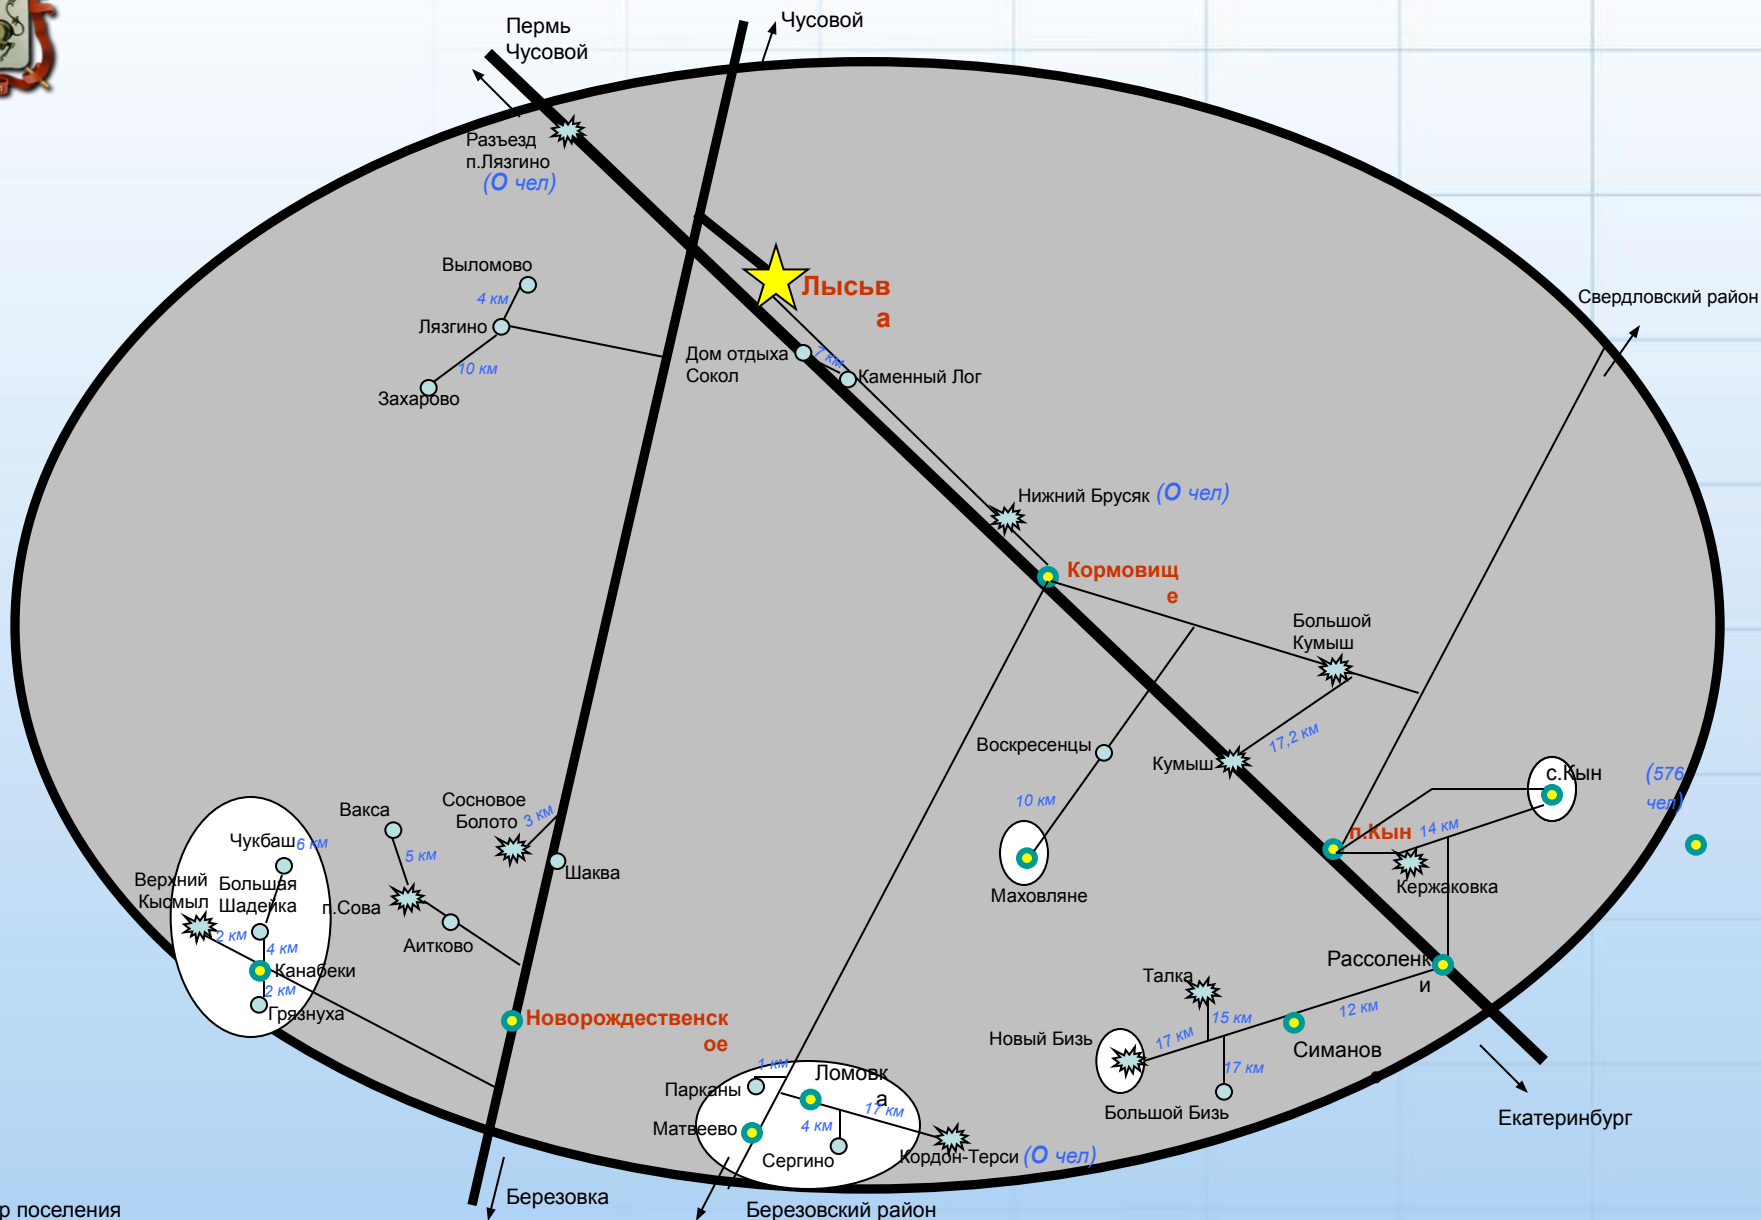 Пермь
Чусовой
Чусовой
Разъезд
п.Лязгино
(О чел)
Выломово
4 км
Лязгино
10 км
Захарово
Лысьв
а
Свердловский район
Дом отдыха
Сокол
7 км
Каменный Лог
Нижний Брусяк (О чел)
Кормовищ
е
Большой
Кумыш
17,2 км
Воскресенцы
Кумыш
10 км
Маховляне
с.Кын
(576
чел)
п.Кын
14 км
Кержаковка
Вакса
5 км
Сосновое
Болото
3 км
Шаква
Чукбаш
6 км
Верхний
Кысмыл
Большая
Шадейка
2 км
4 км
Канабеки
2 км
Грязнуха
п.Сова
Аитково
Новорождественск
ое
Рассоленк
и
12 км
Талка
15 км
17 км
Новый Бизь
17 км
Большой Бизь
Симанов
Екатеринбург
1 км
Парканы
Ломовк
а
17 км
Матвеево
4 км
Сергино
Кордон-Терси (О чел)
Березовка
Березовский район
р поселения